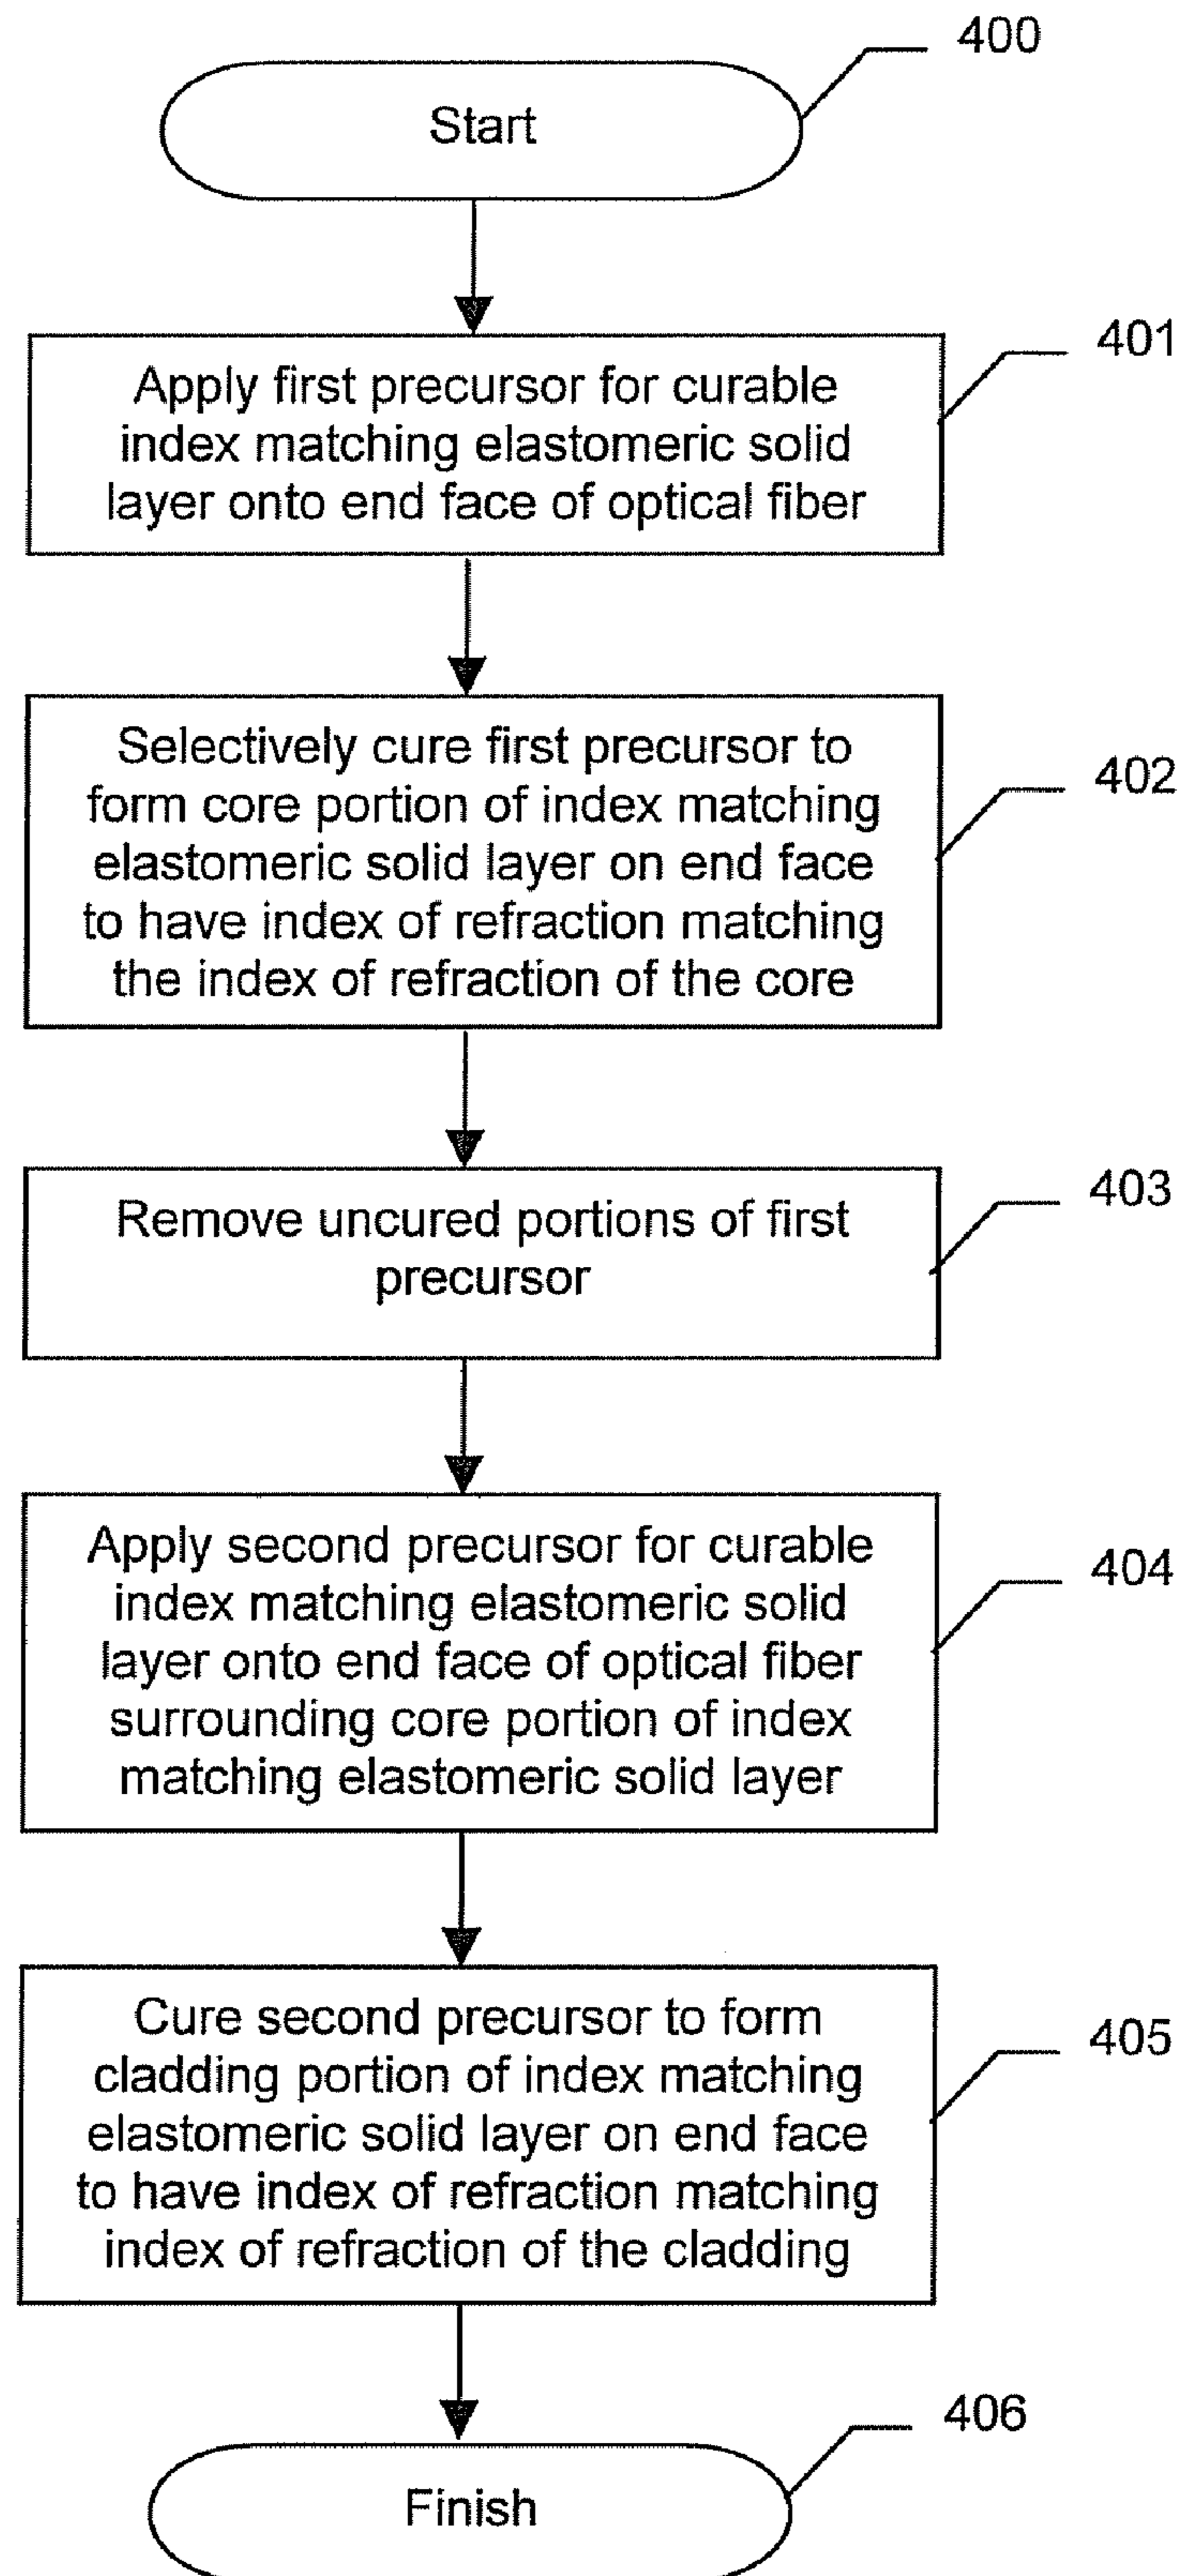 400
Start
401
Apply first precursor for curable
index matching elastomeric solid
layer onto end face of optical fiber
402
Selectively cure first precursor to
form core portion of index matching
elastomeric solid layer on end face
to have index of refraction matching
the index of refraction of the core
403
Remove uncured portions of first
precursor
404
Apply second precursor for curable
index matching elastomeric solid
layer onto end face of optical fiber
surrounding core portion of index
matching elastomeric solid layer
405
Cure second precursor to form
cladding portion of index matching
elastomeric solid layer on end face
to have index of refraction matching
index of refraction of the cladding
406
Finish